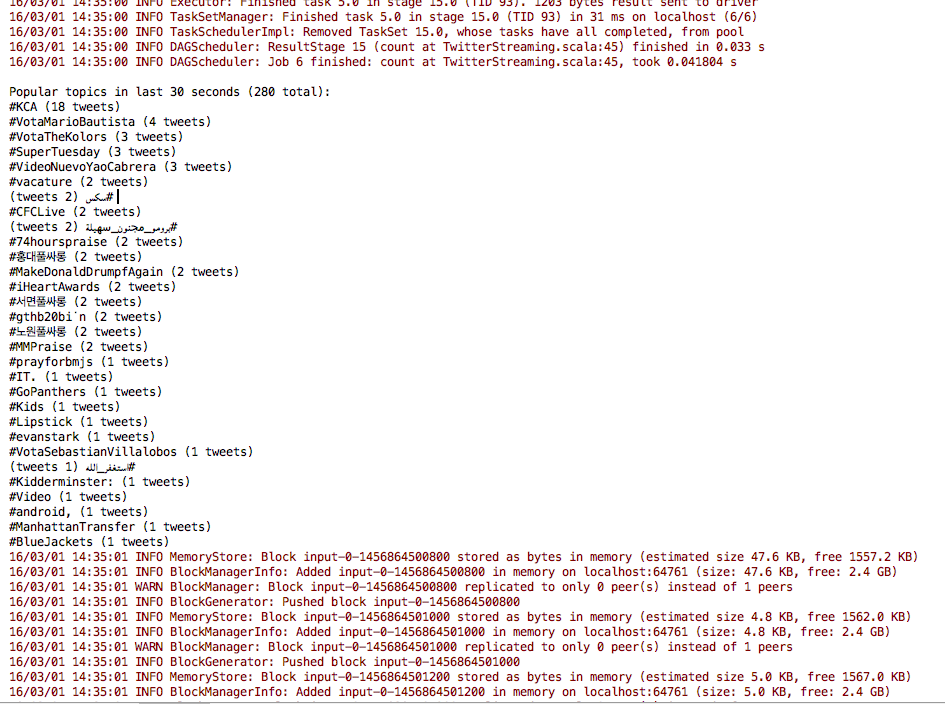 16/03/01 14:35:00 INFO Executor: Finished task 5.0 in stage 15.0 (TID 93). 1203 bytes result sent to driver
16/03/01 14:35:00 INFO TaskSetManager: Finished task 5.0 in stage 15.0 (TID 93) in 31 ms on localhost (6/6)
16/03/01 14:35:00 INFO TaskSchedulerImpl: Removed TaskSet 15.0, whose tasks have all completed, from pool
16/03/01 14:35:00 INFO DAGScheduler: ResultStage 15 (count at TwitterStreaming.scala:45) finished in 0.033 s
16/03/01 14:35:00 INFO DAGScheduler: Job 6 finished: count at TwitterStreaming.scala:45, took 0.041804 s
Popular topics in last 30 seconds (280 total):
#KCA (18 tweets)
#VotaMarioBautista (4 tweets)
#VotaTheKolors (3 tweets)
#SuperTuesday (3 tweets)
#VideoNuevoYaoCabrera (3 tweets)
#vacature (2 tweets)
#سكس (2 tweets)
#CFCLive (2 tweets)
#برومو_مجنون_سهيلة (2 tweets)
#74hourspraise (2 tweets)
#홍대풀싸롱 (2 tweets)
#MakeDonaldDrumpfAgain (2 tweets)
#iHeartAwards (2 tweets)
#서면풀싸롱 (2 tweets)
#gthb20bi´n (2 tweets)
#노원풀싸롱 (2 tweets)
#MMPraise (2 tweets)
#prayforbmjs (1 tweets)
#IT. (1 tweets)
#GoPanthers (1 tweets)
#Kids (1 tweets)
#Lipstick (1 tweets)
#evanstark (1 tweets)
#VotaSebastianVillalobos (1 tweets)
#استغفر_الله (1 tweets)
#Kidderminster: (1 tweets)
#Video (1 tweets)
#android, (1 tweets)
#ManhattanTransfer (1 tweets)
#BlueJackets (1 tweets)
16/03/01 14:35:01 INFO MemoryStore: Block input-0-1456864500800 stored as bytes in memory (estimated size 47.6 KB, free 1557.2 KB)
16/03/01 14:35:01 INFO BlockManagerInfo: Added input-0-1456864500800 in memory on localhost:64761 (size: 47.6 KB, free: 2.4 GB)
16/03/01 14:35:01 WARN BlockManager: Block input-0-1456864500800 replicated to only 0 peer(s) instead of 1 peers
16/03/01 14:35:01 INFO BlockGenerator: Pushed block input-0-1456864500800
16/03/01 14:35:01 INFO MemoryStore: Block input-0-1456864501000 stored as bytes in memory (estimated size 4.8 KB, free 1562.0 KB)
16/03/01 14:35:01 INFO BlockManagerInfo: Added input-0-1456864501000 in memory on localhost:64761 (size: 4.8 KB, free: 2.4 GB)
16/03/01 14:35:01 WARN BlockManager: Block input-0-1456864501000 replicated to only 0 peer(s) instead of 1 peers
16/03/01 14:35:01 INFO BlockGenerator: Pushed block input-0-1456864501000
16/03/01 14:35:01 INFO MemoryStore: Block input-0-1456864501200 stored as bytes in memory (estimated size 5.0 KB, free 1567.0 KB)
16/03/01 14:35:01 INFO BlockManagerInfo: Added input-0-1456864501200 in memory on localhost:64761 (size: 5.0 KB, free: 2.4 GB)